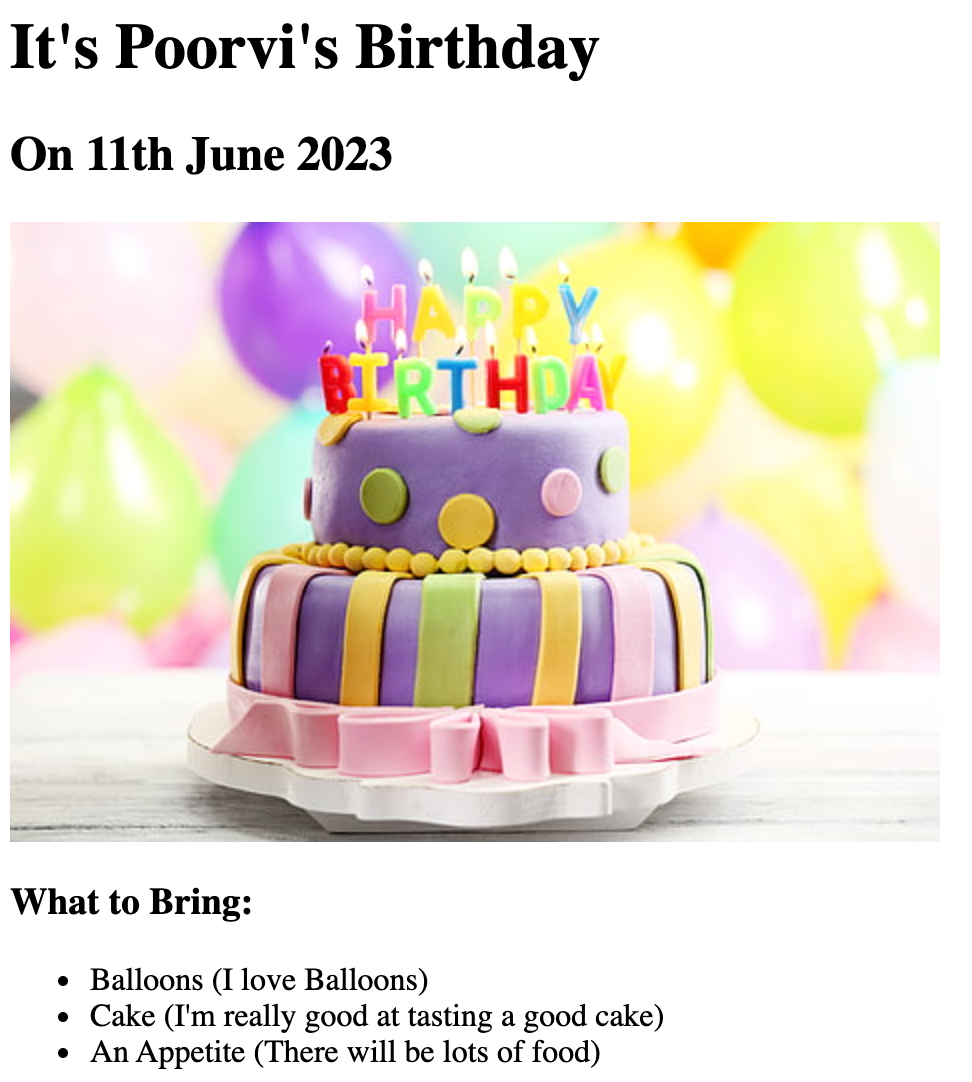 It's Poorvi's Birthday
On 11th June 2023
HAPPY
BIRTHDAY
What to Bring:
Balloons (I love Balloons)
Cake (I'm really good at tasting a good cake)
An Appetite (There will be lots of food)